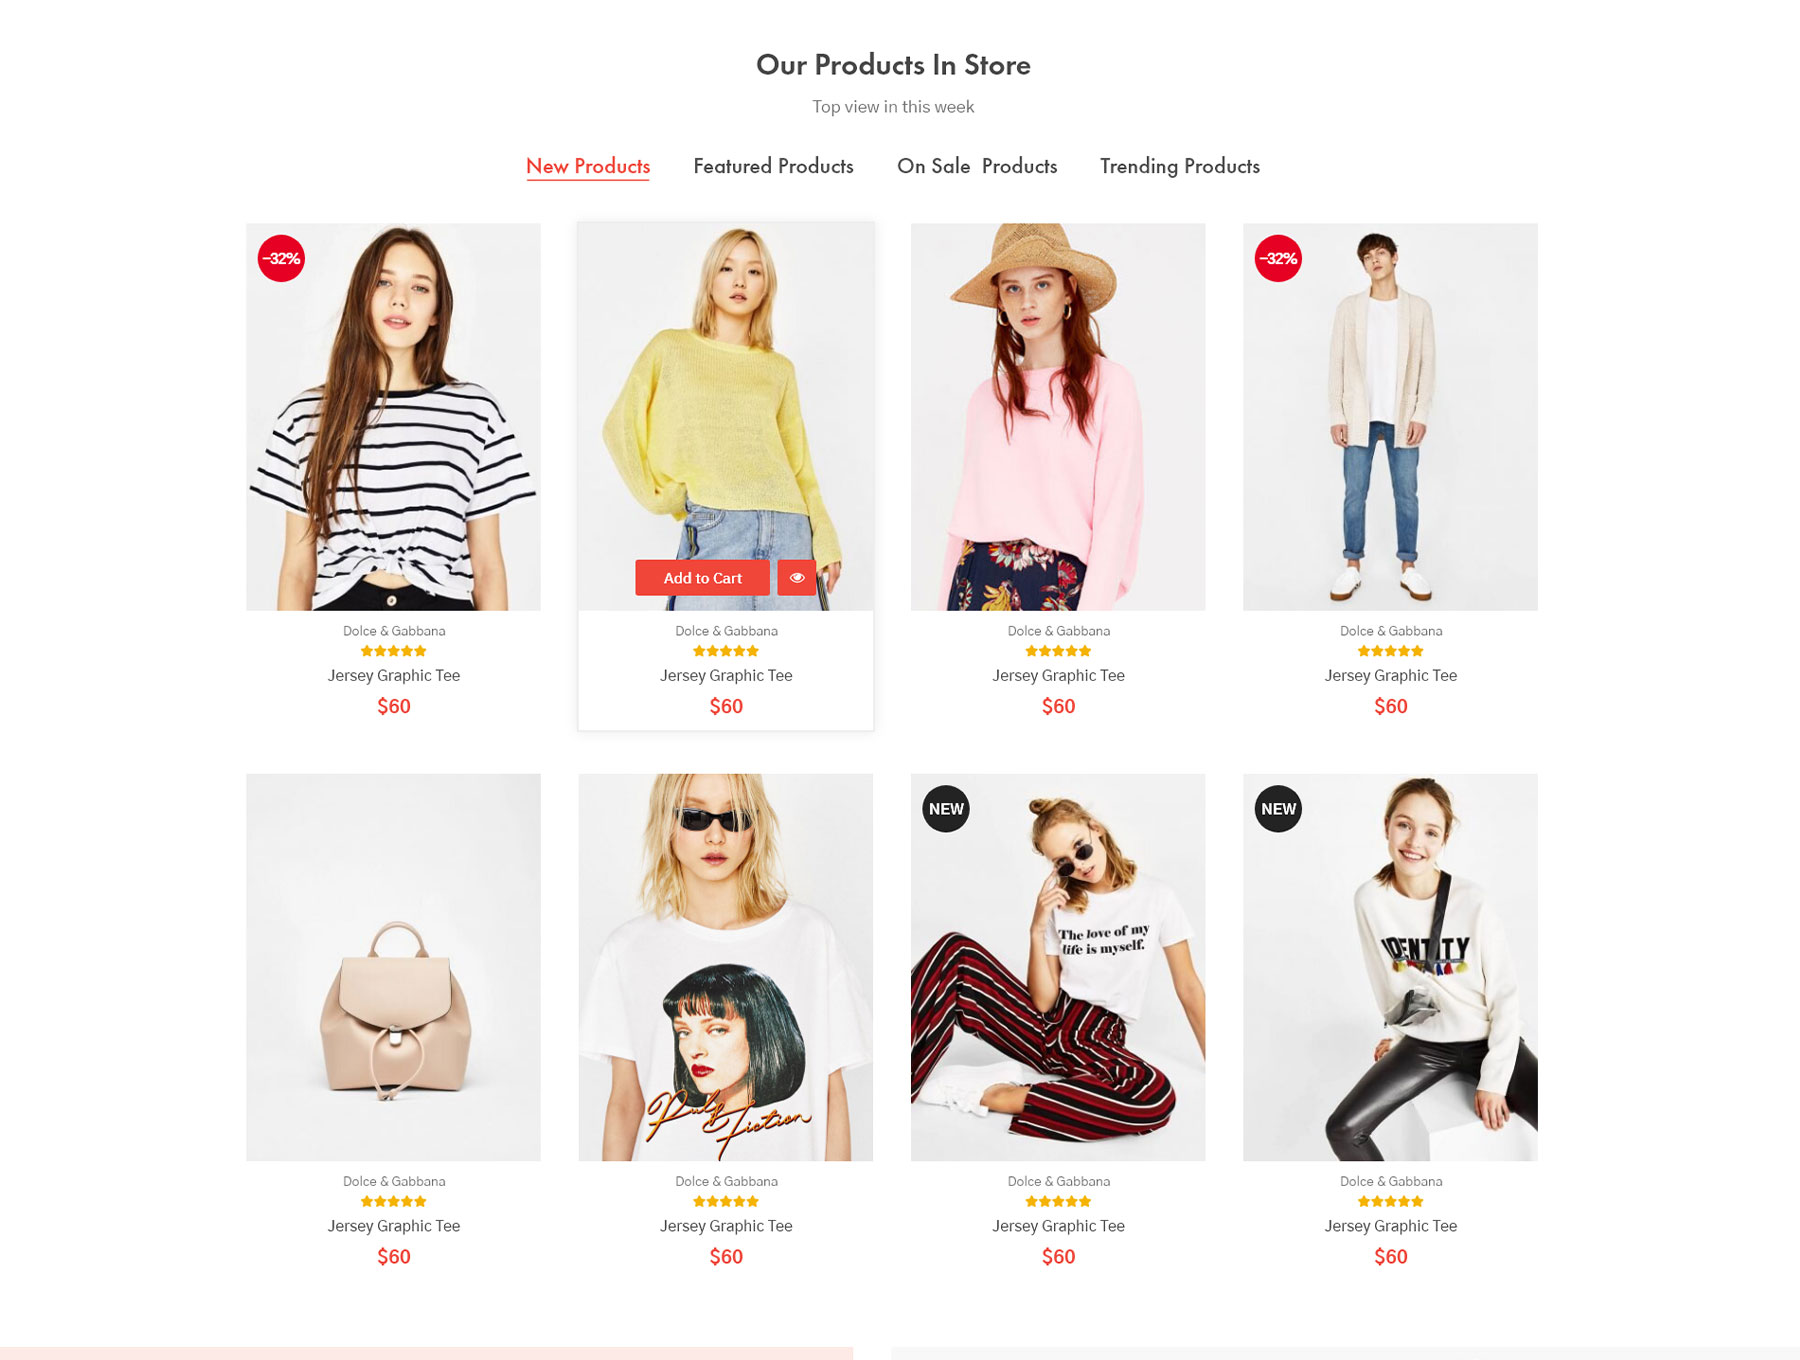 Our Products In Store
Top view in this week
New Products Featured Products On Sale Products Trending Products
-32%
-32%
Add to Cart
Dolce & Gabbana Dolce & Gabbana Dolce & Gabbana Dolce & Gabbana
Jersey Graphic Tee Jersey Graphic Tee Jersey Graphic Tee Jersey Graphic Tee
$60 $60 $60 $60
NEW
NEW
The love of my
life is myself.
IDENTITY
Pulp
Fiction
Dolce & Gabbana Dolce & Gabbana Dolce & Gabbana Dolce & Gabbana
Jersey Graphic Tee Jersey Graphic Tee Jersey Graphic Tee Jersey Graphic Tee
$60 $60 $60 $60